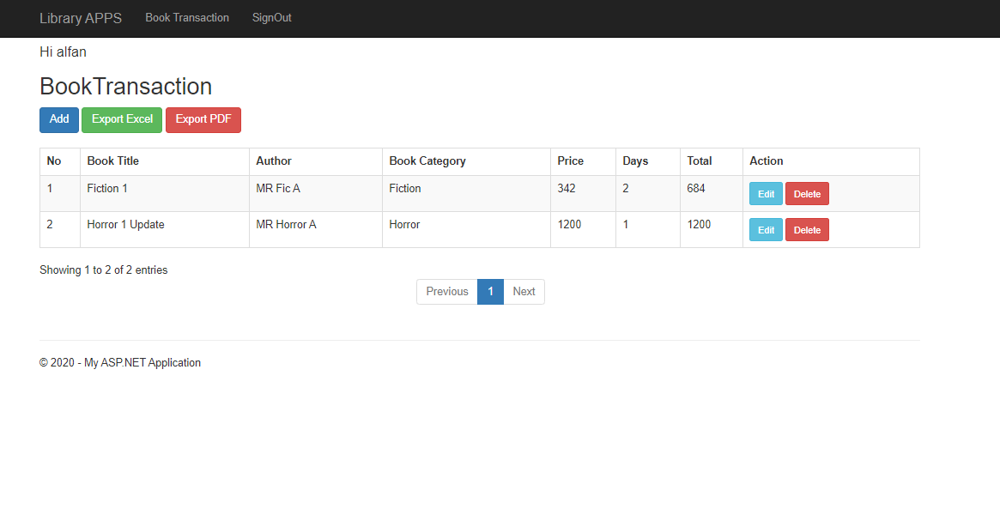 Library APPS Book Transaction SignOut
Hi alfan
BookTransaction
Add Export Excel Export PDF
No Book Title Author Book Category Price Days Total Action
1 Fiction 1 MR Fic A Fiction 342 2 684 Edit Delete
2 Horror 1 Update MR Horror A Horror 1200 1 1200 Edit Delete
Showing 1 to 2 of 2 entries
Previous 1 Next
© 2020 - My ASP.NET Application